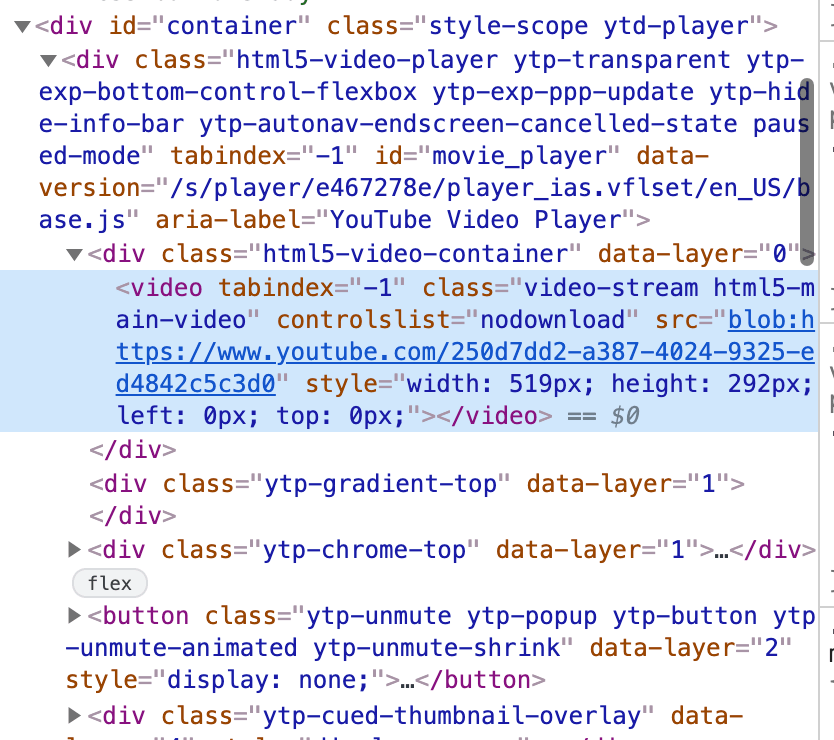 <div id="container" class="style-scope ytd-player">
<div class="html5-video-player ytp-transparent ytp-
exp-bottom-control-flexbox ytp-exp-ppp-update ytp-hid
e-info-bar ytp-autonav-endscreen-cancelled-state paus
ed-mode" tabindex="-1" id="movie_player" data-
version="/s/player/e467278e/player_ias.vflset/en_US/b
ase.js" aria-label="YouTube Video Player">
<div class="html5-video-container" data-layer="0">
<video tabindex="-1" class="video-stream html5-m
ain-video" controlslist="nodownload" src="blob:h
ttps://www.youtube.com/250d7dd2-a387-4024-9325-e
d4842c5c3d0" style="width: 519px; height: 292px;
left: 0px; top: 0px;"></video> == $0
</div>
<div class="ytp-gradient-top" data-layer="1">
</div>
<div class="ytp-chrome-top" data-layer="1">…</div>
flex
<button class="ytp-unmute ytp-popup ytp-button ytp
-unmute-animated ytp-unmute-shrink" data-layer="2"
style="display: none;">…</button>
<div class="ytp-cued-thumbnail-overlay" data-